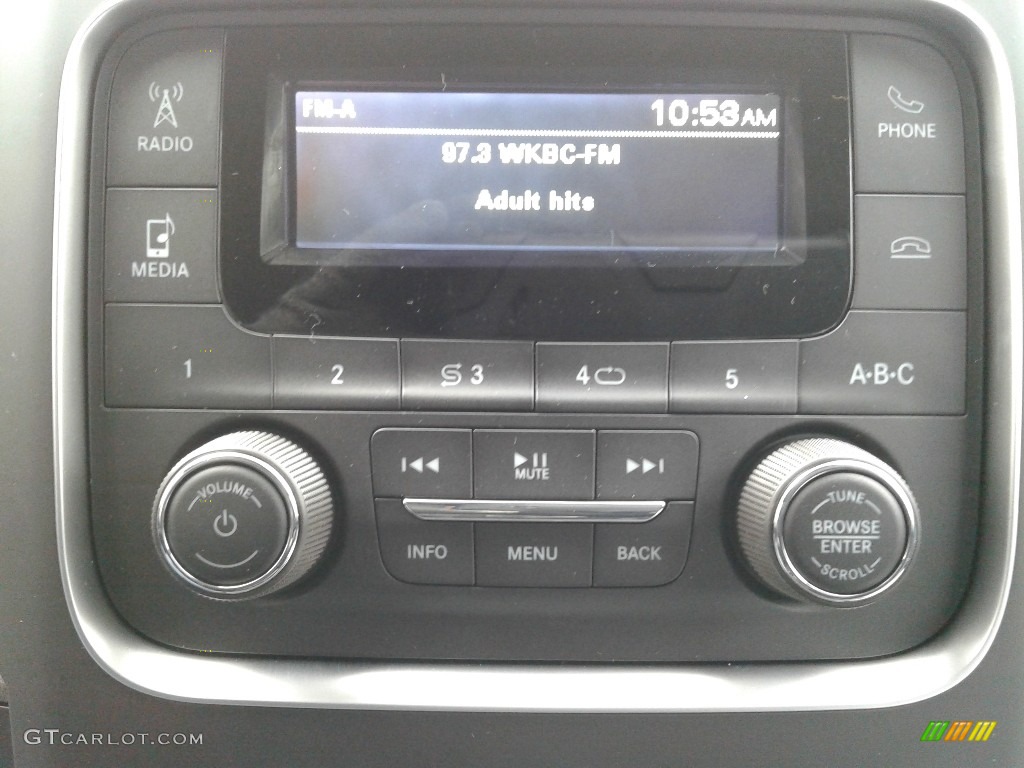 FM-A 10:53AM
97.3 WKBC-FM
Adult hits
RADIO
MEDIA
PHONE
1 2 3 4 5 A·B·C
VOLUME
MUTE
INFO MENU BACK
TUNE
BROWSE
ENTER
SCROLL
GTCARLOT.COM